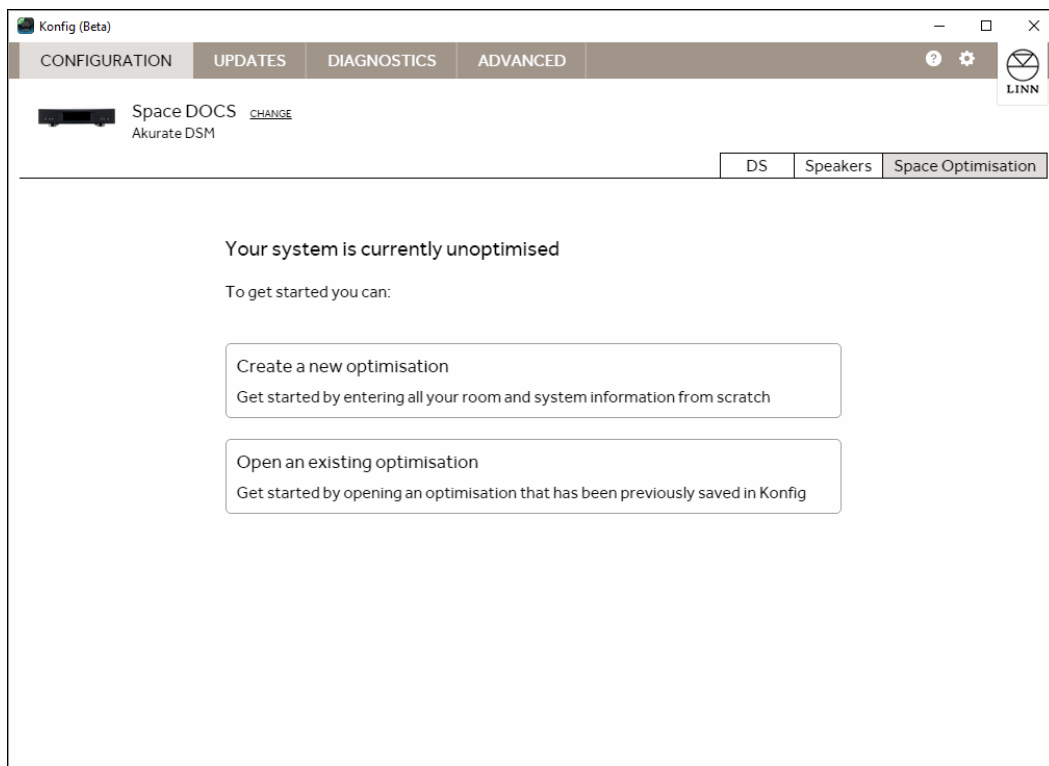 Konfig (Beta)
CONFIGURATION UPDATES DIAGNOSTICS ADVANCED
LINN
Space DOCS CHANGE
Akurate DSM
DS Speakers Space Optimisation
Your system is currently unoptimised
To get started you can:
Create a new optimisation
Get started by entering all your room and system information from scratch
Open an existing optimisation
Get started by opening an optimisation that has been previously saved in Konfig